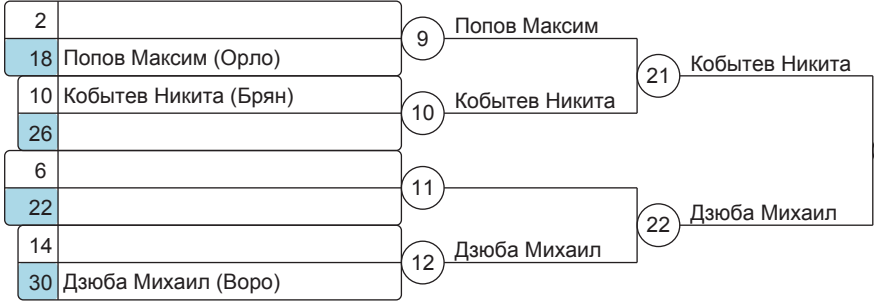 2
18 Попов Максим (Орло)
10 Кобытев Никита (Брян)
26
6
22
14
30 Дзюба Михаил (Воро)
9 Попов Максим
10 Кобытев Никита
11
12 Дзюба Михаил
21 Кобытев Никита
22 Дзюба Михаил